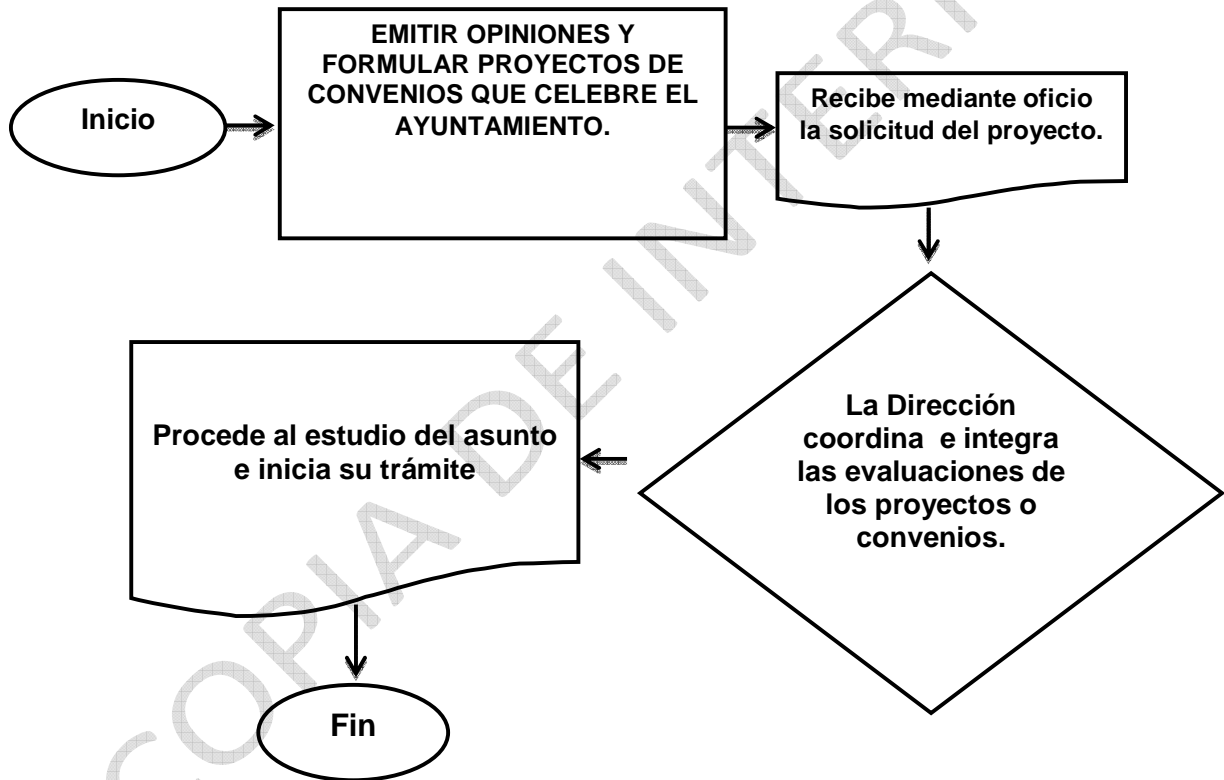 Inicio
EMITIR OPINIONES Y
FORMULAR PROYECTOS DE
CONVENIOS QUE CELEBRE EL
AYUNTAMIENTO.
Recibe mediante oficio
la solicitud del proyecto.
La Dirección
coordina e integra
las evaluaciones de
los proyectos o
convenios.
Procede al estudio del asunto
e inicia su trámite
Fin
COPIA DE INTER